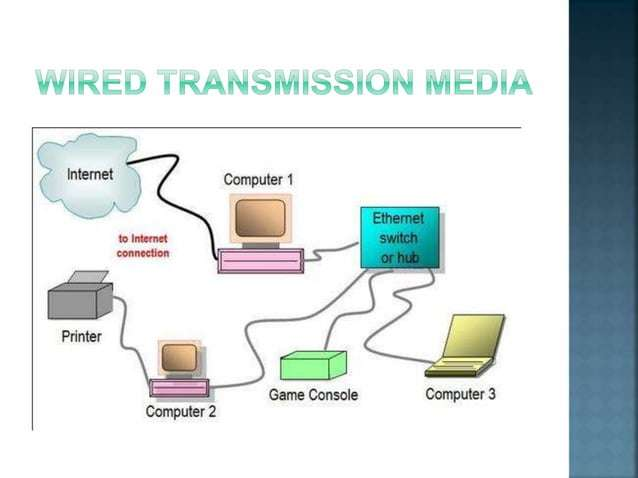 WIRED TRANSMISSION MEDIA
Internet
Computer 1
to Internet
connection
Ethernet
switch
or hub
Printer
Computer 2
Game Console
Computer 3